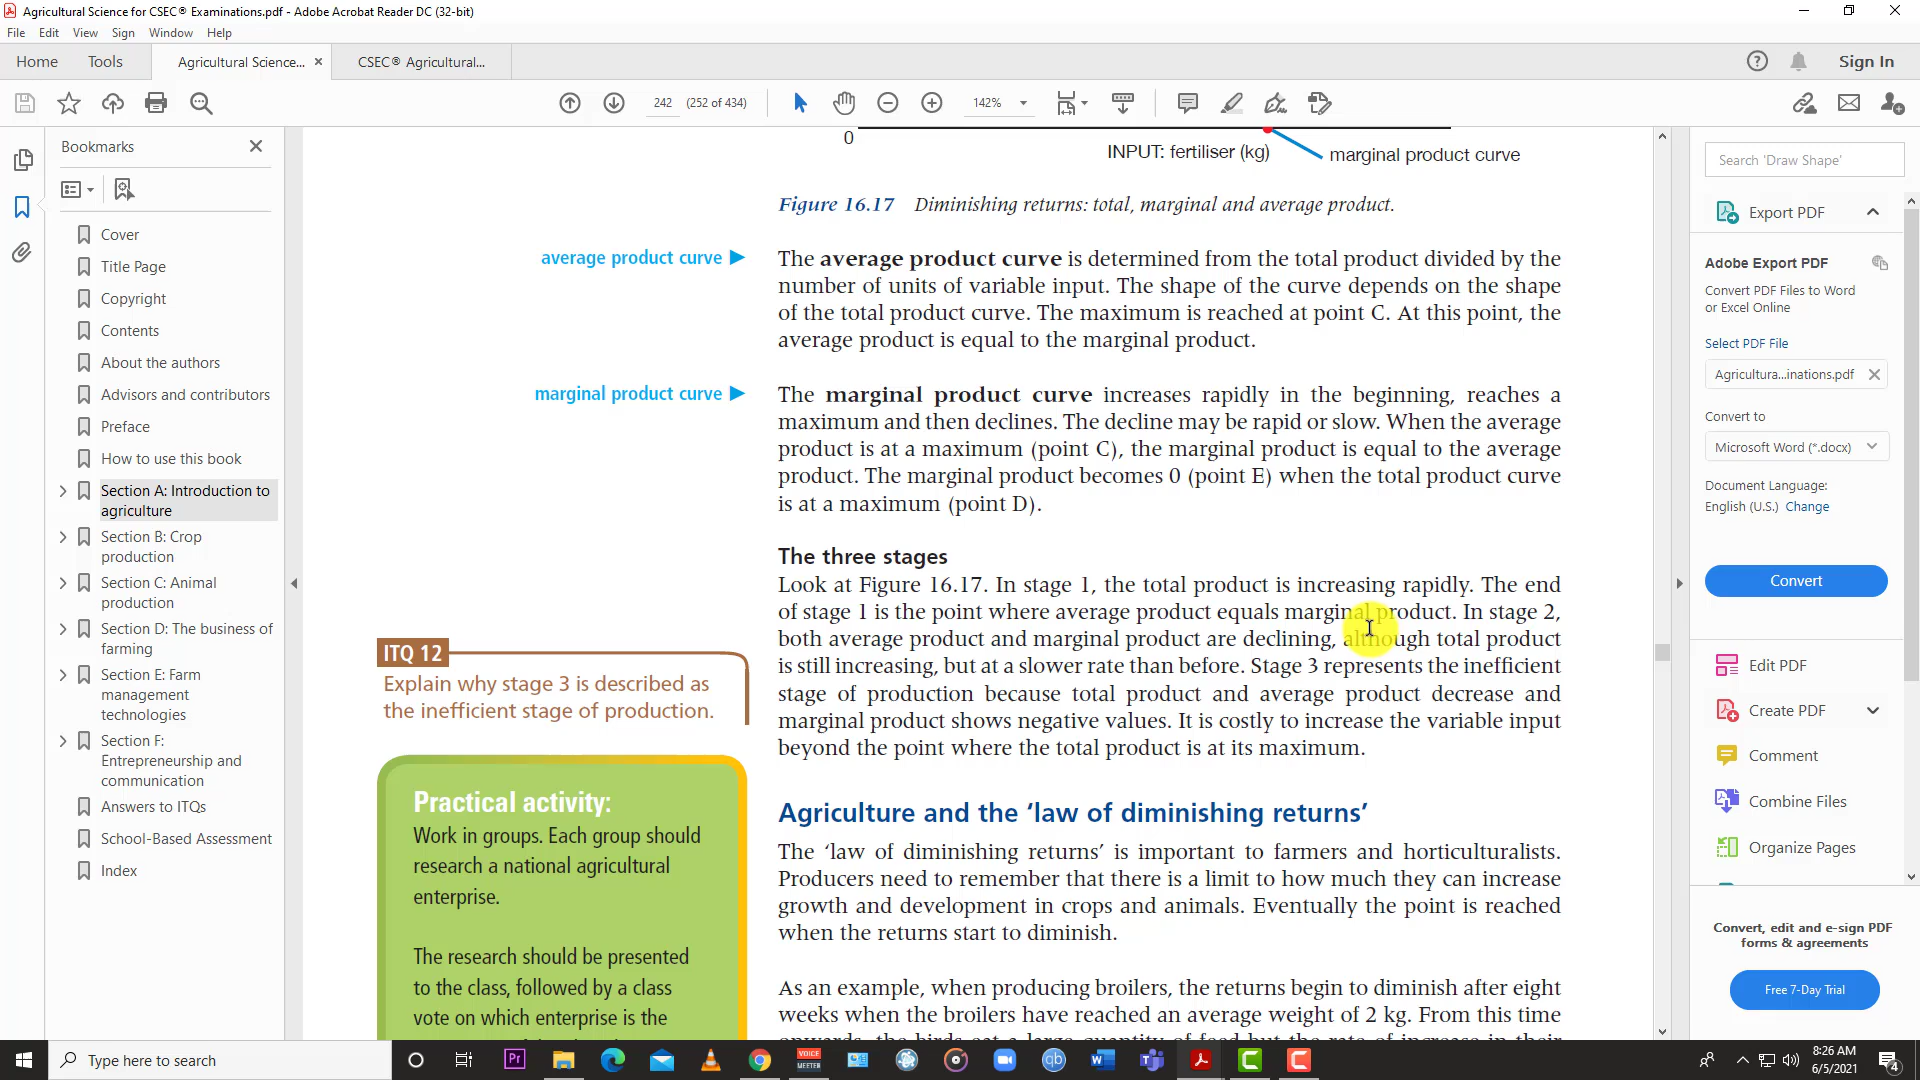 Agricultural Science for CSEC® Examinations.pdf - Adobe Acrobat Reader DC (32-bit)
File Edit View Sign Window Help
Home Tools Agricultural Science... × CSEC® Agricultural... Sign In
242 (252 of 434) 142%
Bookmarks
Cover
Title Page
Copyright
Contents
About the authors
Advisors and contributors
Preface
How to use this book
Section A: Introduction to
agriculture
Section B: Crop
production
Section C: Animal
production
Section D: The business of
farming
Section E: Farm
management
technologies
Section F:
Entrepreneurship and
communication
Answers to ITQs
School-Based Assessment
Index
0
INPUT: fertiliser (kg)
marginal product curve
Figure 16.17 Diminishing returns: total, marginal and average product.
average product curve ▶
The average product curve is determined from the total product divided by the
number of units of variable input. The shape of the curve depends on the shape
of the total product curve. The maximum is reached at point C. At this point, the
average product is equal to the marginal product.
marginal product curve ▶
The marginal product curve increases rapidly in the beginning, reaches a
maximum and then declines. The decline may be rapid or slow. When the average
product is at a maximum (point C), the marginal product is equal to the average
product. The marginal product becomes 0 (point E) when the total product curve
is at a maximum (point D).
The three stages
Look at Figure 16.17. In stage 1, the total product is increasing rapidly. The end
of stage 1 is the point where average product equals marginal product. In stage 2,
both average product and marginal product are declining, although total product
is still increasing, but at a slower rate than before. Stage 3 represents the inefficient
stage of production because total product and average product decrease and
marginal product shows negative values. It is costly to increase the variable input
beyond the point where the total product is at its maximum.
ITQ 12
Explain why stage 3 is described as
the inefficient stage of production.
Practical activity:
Work in groups. Each group should
research a national agricultural
enterprise.
The research should be presented
to the class, followed by a class
vote on which enterprise is the
Agriculture and the ‘law of diminishing returns’
The ‘law of diminishing returns’ is important to farmers and horticulturalists.
Producers need to remember that there is a limit to how much they can increase
growth and development in crops and animals. Eventually the point is reached
when the returns start to diminish.
As an example, when producing broilers, the returns begin to diminish after eight
weeks when the broilers have reached an average weight of 2 kg. From this time
onwards, the birds eat a large quantity of feed but the rate of increase in their
Search 'Draw Shape'
Export PDF
Adobe Export PDF
Convert PDF Files to Word
or Excel Online
Select PDF File
Agricultura...inations.pdf
Convert to
Microsoft Word (*.docx)
Document Language:
English (U.S.) Change
Convert
Edit PDF
Create PDF
Comment
Combine Files
Organize Pages
Convert, edit and e-sign PDF
forms & agreements
Free 7-Day Trial
Type here to search
Pr
VOICE
MEETER
qb
8:26 AM
6/5/2021
4